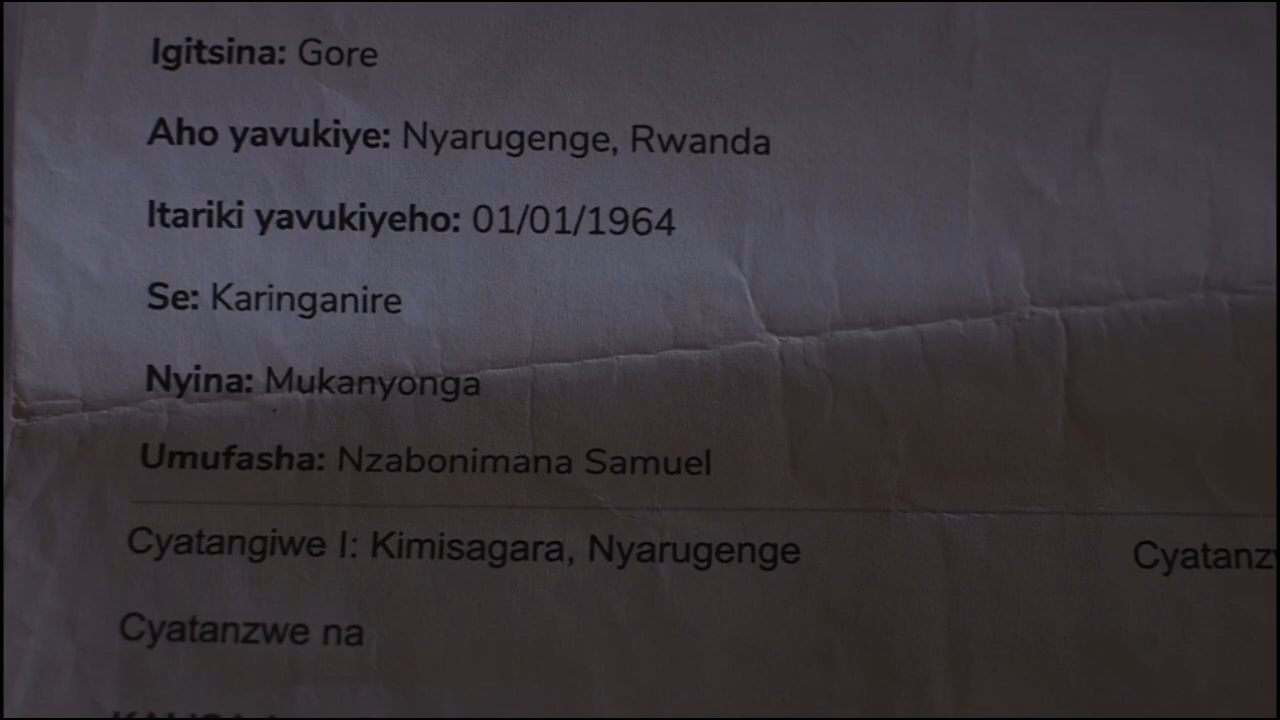 Igitsina: Gore
Aho yavukiye: Nyarugenge, Rwanda
Itariki yavukiyeho: 01/01/1964
Se: Karinganire
Nyina: Mukanyonga
Umufasha: Nzabonimana Samuel
Cyatangiwe I: Kimisagara, Nyarugenge
Cyatanzwe na